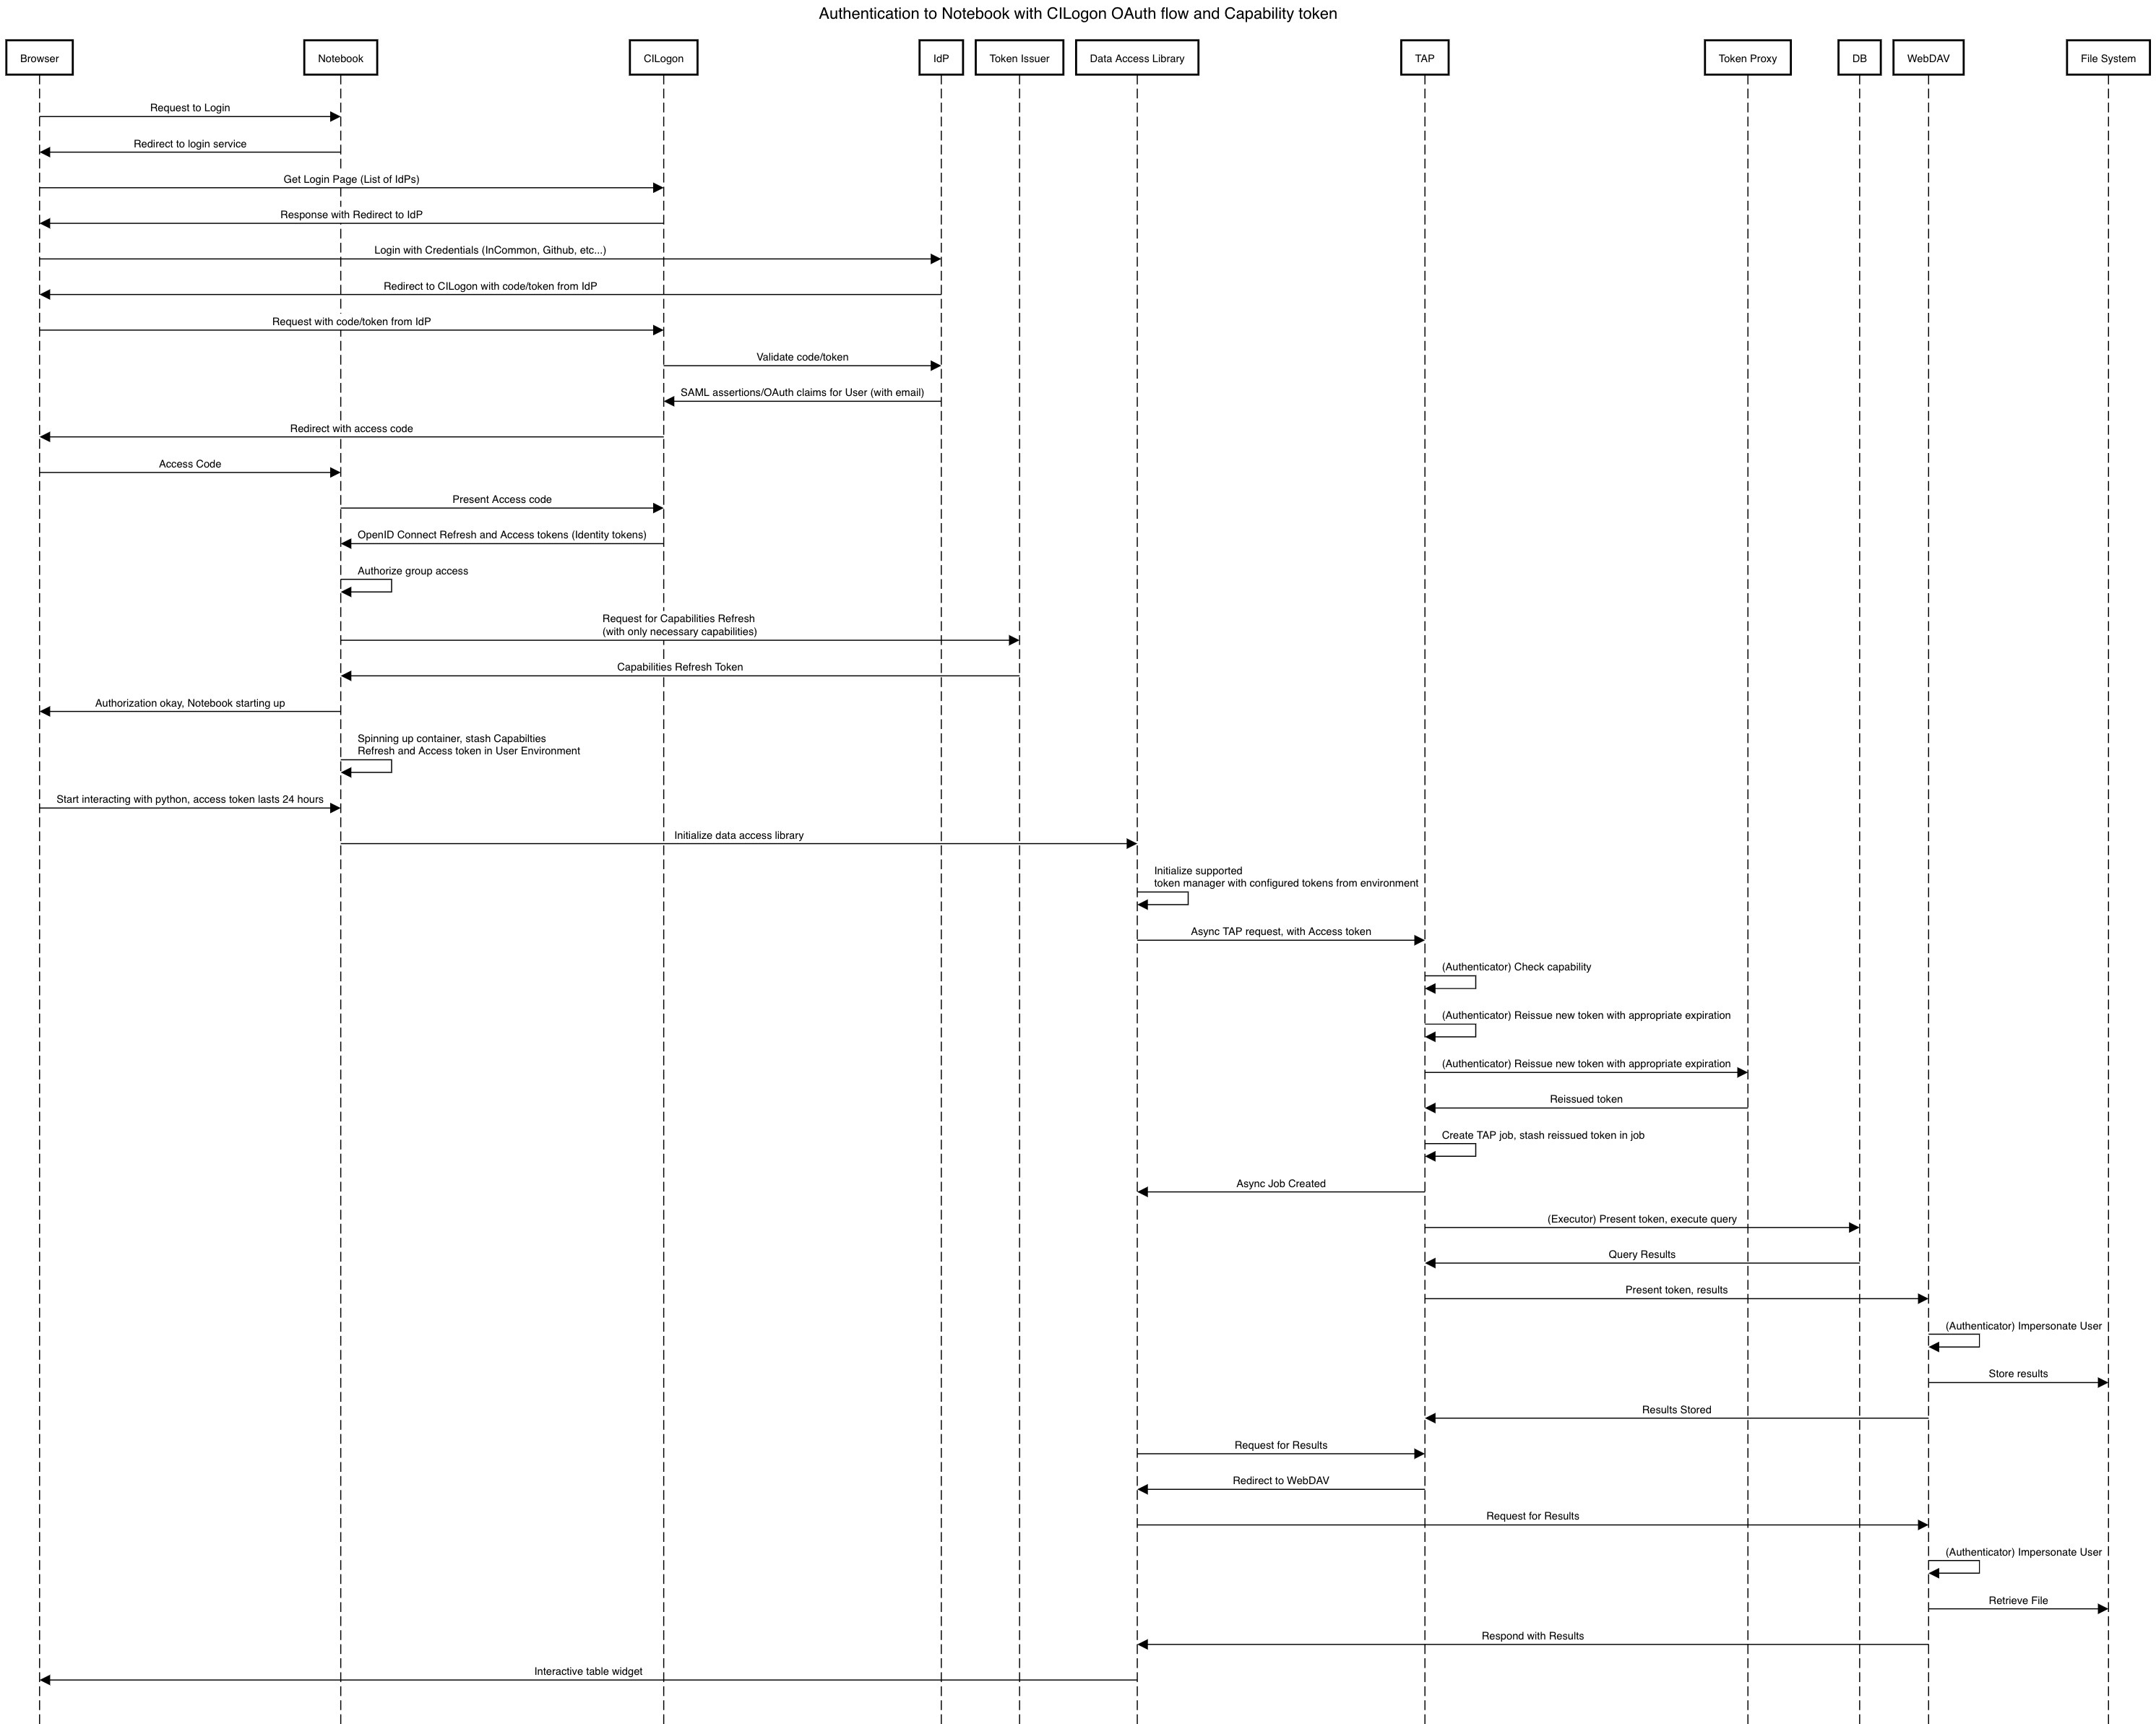 Authentication to Notebook with CILogon OAuth flow and Capability token
Browser
Notebook
CILogon
IdP
Token Issuer
Data Access Library
TAP
Token Proxy
DB
WebDAV
File System
Request to Login
Redirect to login service
Get Login Page (List of IdPs)
Response with Redirect to IdP
Login with Credentials (InCommon, Github, etc...)
Redirect to CILogon with code/token from IdP
Request with code/token from IdP
Validate code/token
SAML assertions/OAuth claims for User (with email)
Redirect with access code
Access Code
Present Access code
OpenID Connect Refresh and Access tokens (Identity tokens)
Authorize group access
Request for Capabilities Refresh
(with only necessary capabilities)
Capabilities Refresh Token
Authorization okay, Notebook starting up
Spinning up container, stash Capabilties
Refresh and Access token in User Environment
Start interacting with python, access token lasts 24 hours
Initialize data access library
Initialize supported
token manager with configured tokens from environment
Async TAP request, with Access token
(Authenticator) Check capability
(Authenticator) Reissue new token with appropriate expiration
(Authenticator) Reissue new token with appropriate expiration
Reissued token
Create TAP job, stash reissued token in job
Async Job Created
(Executor) Present token, execute query
Query Results
Present token, results
(Authenticator) Impersonate User
Store results
Results Stored
Request for Results
Redirect to WebDAV
Request for Results
(Authenticator) Impersonate User
Retrieve File
Respond with Results
Interactive table widget